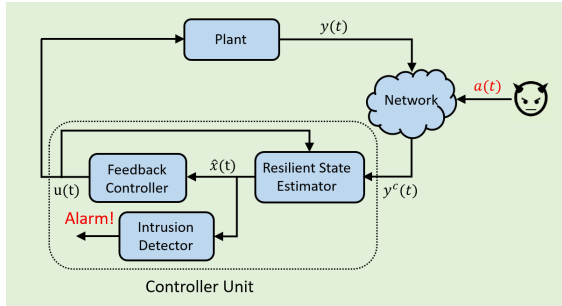 Plant
y(t)
Network
a(t)
Feedback
Controller
x̂(t)
Resilient State
Estimator
y^c(t)
u(t)
Alarm!
Intrusion
Detector
Controller Unit